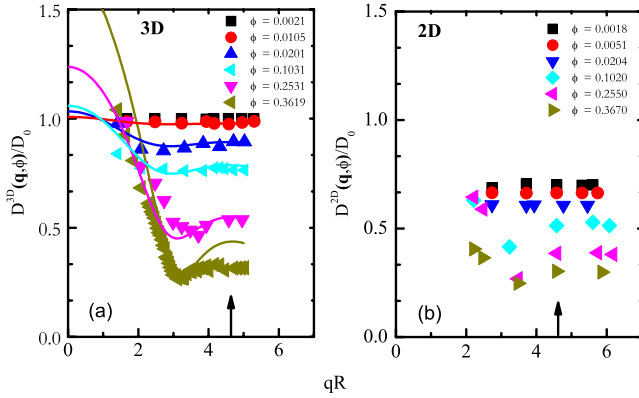 3D
ϕ = 0.0021
ϕ = 0.0105
ϕ = 0.0201
ϕ = 0.1031
ϕ = 0.2531
ϕ = 0.3619
1.5
1.0
0.5
0.0
D^3D(q,ϕ)/D_0
(a)
0 2 4 6
2D
ϕ = 0.0018
ϕ = 0.0051
ϕ = 0.0204
ϕ = 0.1020
ϕ = 0.2550
ϕ = 0.3670
1.5
1.0
0.5
0.0
D^2D(q,ϕ)/D_0
(b)
0 2 4 6
qR